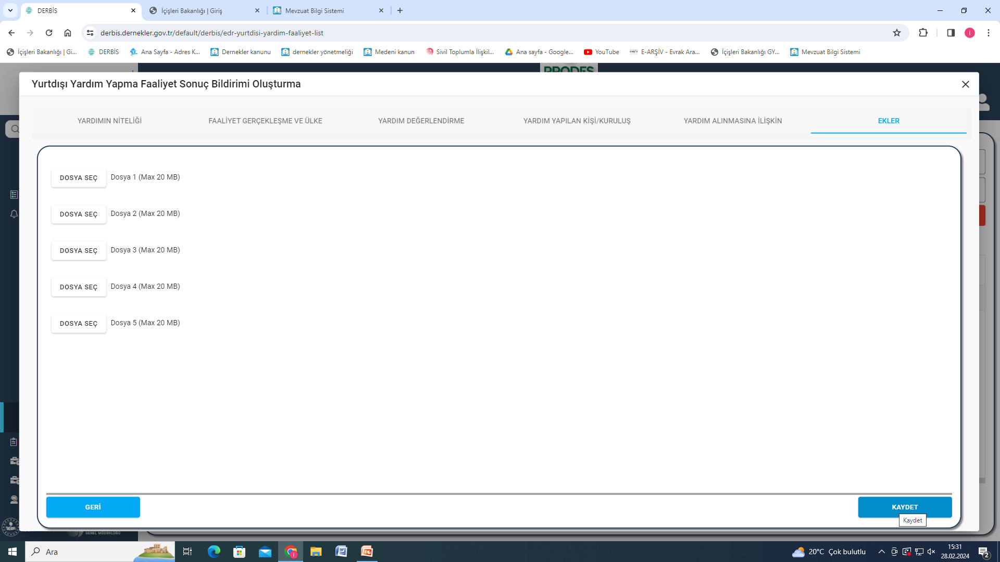 DERBİS
İçişleri Bakanlığı | Giriş
Mevzuat Bilgi Sistemi
derbis.dernekler.gov.tr/default/derbis/edr-yurtdisi-yardim-faaliyet-list
İçişleri Bakanlığı | Gi...
DERBİS
Ana Sayfa - Adres K...
Dernekler kanunu
dernekler yönetmeliği
Medeni kanun
Sivil Toplumla İlişkil...
Ana sayfa - Google...
YouTube
E-ARŞİV - Evrak Ara...
İçişleri Bakanlığı GY...
Mevzuat Bilgi Sistemi
PRODES
Yurtdışı Yardım Yapma Faaliyet Sonuç Bildirimi Oluşturma
YARDIMIN NİTELİĞİ
FAALİYET GERÇEKLEŞME VE ÜLKE
YARDIM DEĞERLENDİRME
YARDIM YAPILAN KİŞİ/KURULUŞ
YARDIM ALINMASINA İLİŞKİN
EKLER
DOSYA SEÇ Dosya 1 (Max 20 MB)
DOSYA SEÇ Dosya 2 (Max 20 MB)
DOSYA SEÇ Dosya 3 (Max 20 MB)
DOSYA SEÇ Dosya 4 (Max 20 MB)
DOSYA SEÇ Dosya 5 (Max 20 MB)
GERİ
KAYDET
Kaydet
GENEL MÜDÜRLÜĞÜ
Ara
20°C Çok bulutlu
15:31
28.02.2024
2